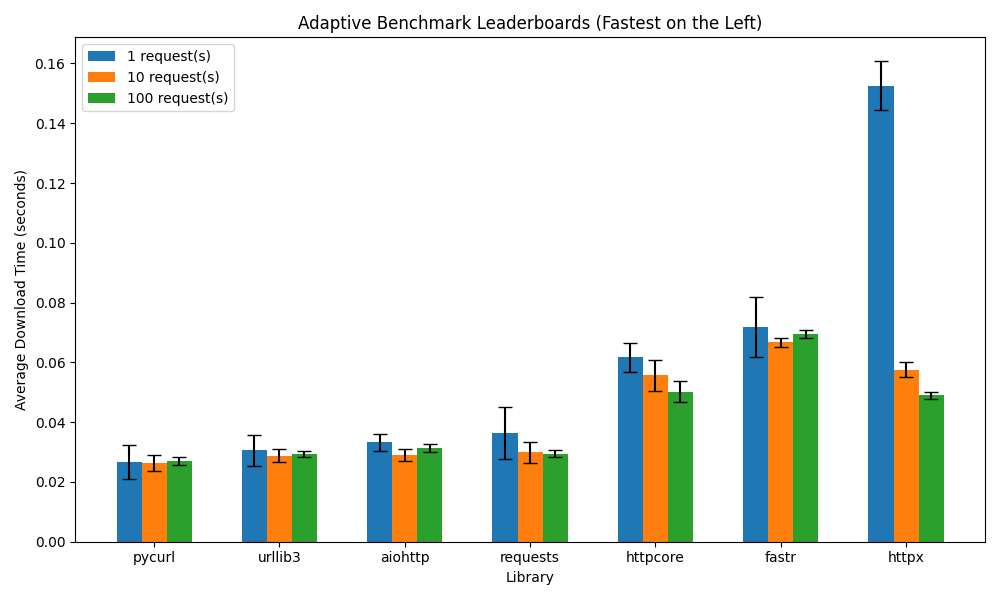 Adaptive Benchmark Leaderboards (Fastest on the Left)
1 request(s)
10 request(s)
100 request(s)
Average Download Time (seconds)
0.16
0.14
0.12
0.10
0.08
0.06
0.04
0.02
0.00
pycurl urllib3 aiohttp requests httpcore fastr httpx
Library